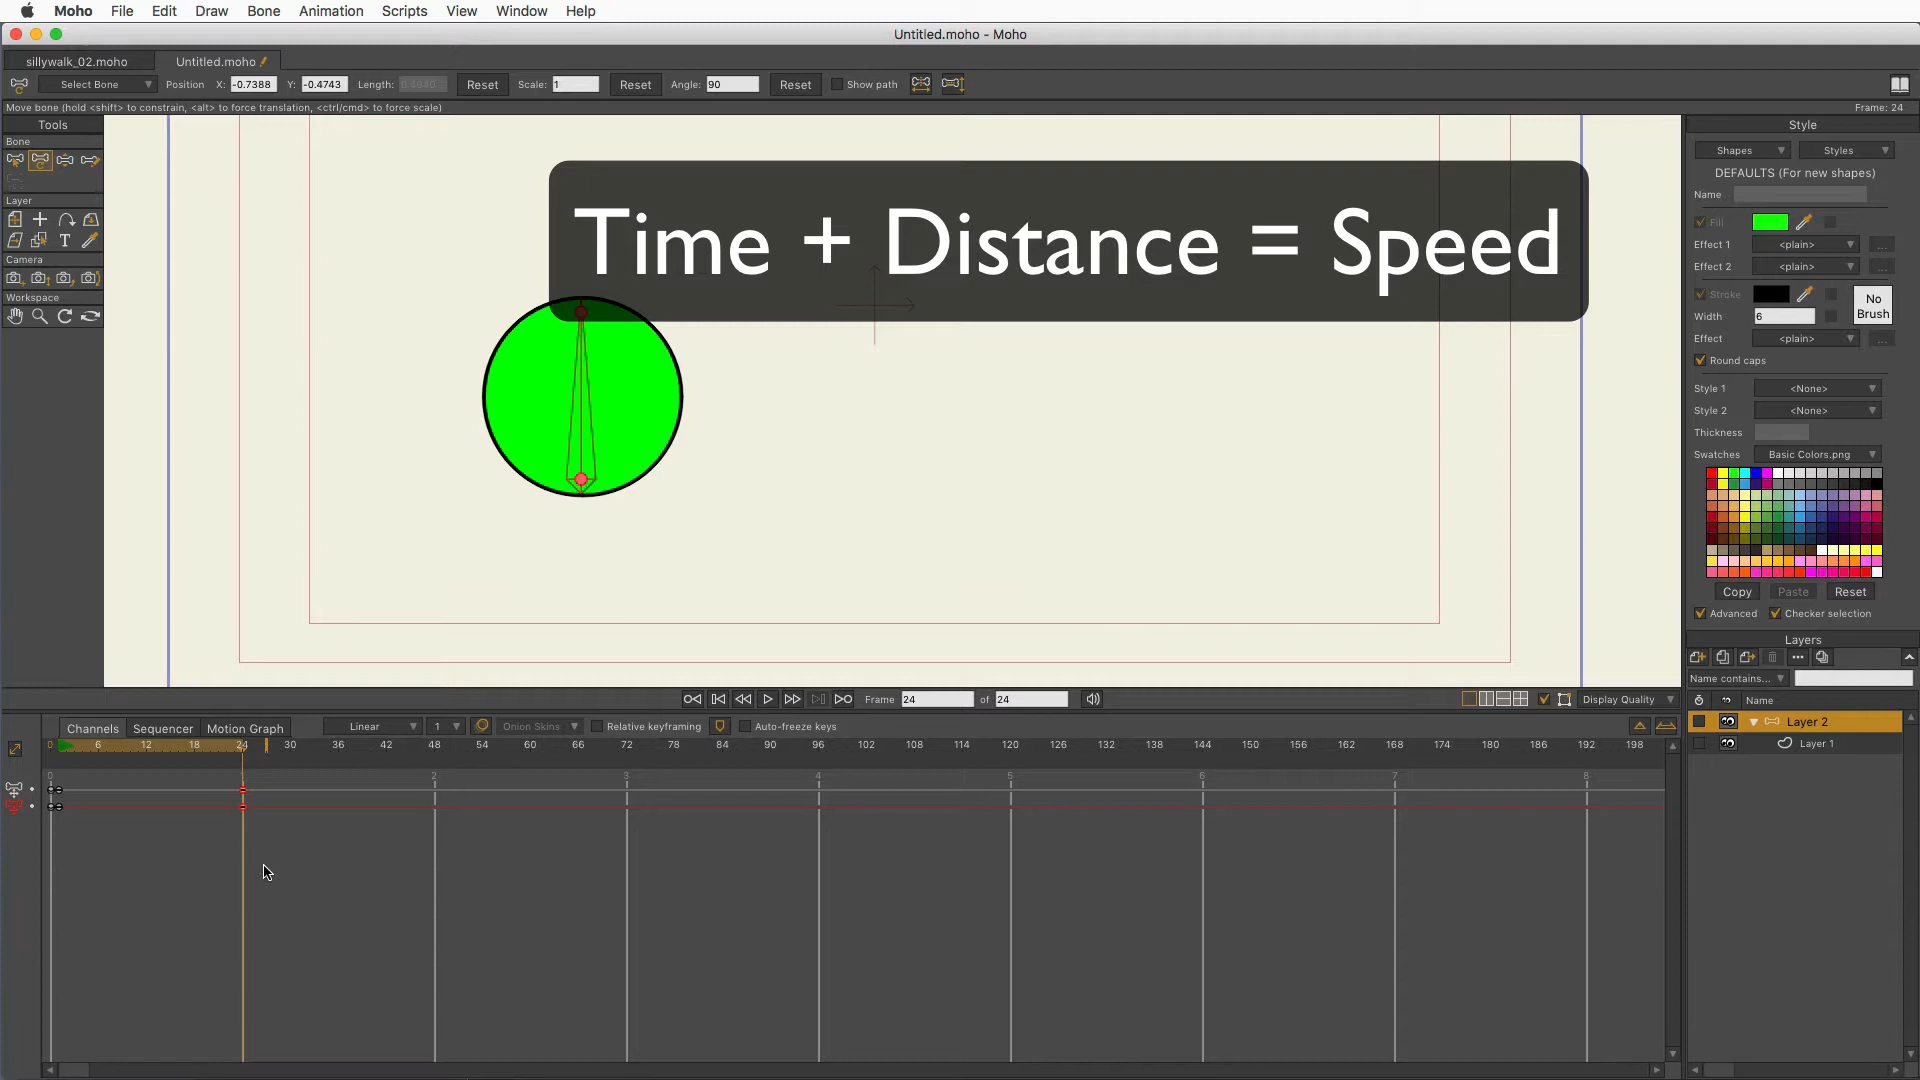 Moho File Edit Draw Bone Animation Scripts View Window Help
Untitled.moho - Moho
sillywalk_02.moho Untitled.moho
Select Bone Position X: -0.7388 Y: -0.4743 Length: Reset Scale: 1 Reset Angle: 90 Reset Show path
Move bone (hold <shift> to constrain, <alt> to force translation, <ctrl/cmd> to force scale) Frame: 24
Tools
Bone
Layer
Camera
Workspace
Time + Distance = Speed
Style
Shapes Styles
DEFAULTS (For new shapes)
Name
Fill
Effect 1 <plain> ...
Effect 2 <plain> ...
Stroke
No Brush
Width 6
Effect <plain> ...
Round caps
Style 1 <None>
Style 2 <None>
Thickness
Swatches Basic Colors.png
Copy Paste Reset
Advanced Checker selection
Layers
Name contains...
Name
Layer 2
Layer 1
Frame 24 of 24 Display Quality
Channels Sequencer Motion Graph Linear 1 Onion Skins Relative keyframing Auto-freeze keys
0 6 12 18 24 30 36 42 48 54 60 66 72 78 84 90 96 102 108 114 120 126 132 138 144 150 156 162 168 174 180 186 192 198
0 2 3 4 5 6 7 8